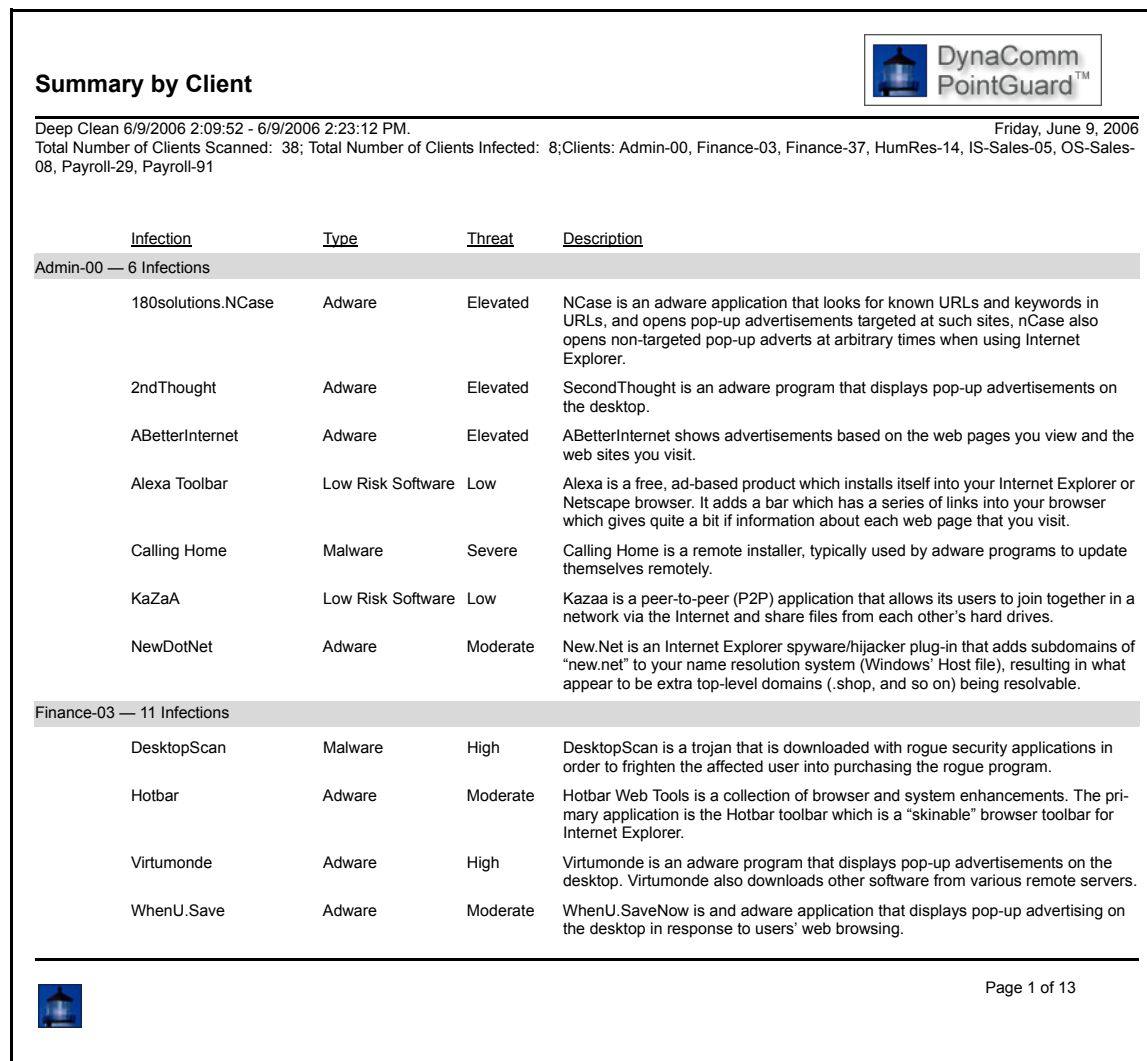 DynaComm
PointGuard™
Summary by Client
Deep Clean 6/9/2006 2:09:52 - 6/9/2006 2:23:12 PM. Friday, June 9, 2006
Total Number of Clients Scanned: 38; Total Number of Clients Infected: 8;Clients: Admin-00, Finance-03, Finance-37, HumRes-14, IS-Sales-05, OS-Sales-
08, Payroll-29, Payroll-91
Infection Type Threat Description
Admin-00 — 6 Infections
180solutions.NCase Adware Elevated NCase is an adware application that looks for known URLs and keywords in
URLs, and opens pop-up advertisements targeted at such sites, nCase also
opens non-targeted pop-up adverts at arbitrary times when using Internet
Explorer.
2ndThought Adware Elevated SecondThought is an adware program that displays pop-up advertisements on
the desktop.
ABetterInternet Adware Elevated ABetterInternet shows advertisements based on the web pages you view and the
web sites you visit.
Alexa Toolbar Low Risk Software Low Alexa is a free, ad-based product which installs itself into your Internet Explorer or
Netscape browser. It adds a bar which has a series of links into your browser
which gives quite a bit if information about each web page that you visit.
Calling Home Malware Severe Calling Home is a remote installer, typically used by adware programs to update
themselves remotely.
KaZaA Low Risk Software Low Kazaa is a peer-to-peer (P2P) application that allows its users to join together in a
network via the Internet and share files from each other's hard drives.
NewDotNet Adware Moderate New.Net is an Internet Explorer spyware/hijacker plug-in that adds subdomains of
“new.net” to your name resolution system (Windows’ Host file), resulting in what
appear to be extra top-level domains (.shop, and so on) being resolvable.
Finance-03 — 11 Infections
DesktopScan Malware High DesktopScan is a trojan that is downloaded with rogue security applications in
order to frighten the affected user into purchasing the rogue program.
Hotbar Adware Moderate Hotbar Web Tools is a collection of browser and system enhancements. The pri-
mary application is the Hotbar toolbar which is a “skinable” browser toolbar for
Internet Explorer.
Virtumonde Adware High Virtumonde is an adware program that displays pop-up advertisements on the
desktop. Virtumonde also downloads other software from various remote servers.
WhenU.Save Adware Moderate WhenU.SaveNow is and adware application that displays pop-up advertising on
the desktop in response to users’ web browsing.
Page 1 of 13